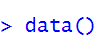 > data()